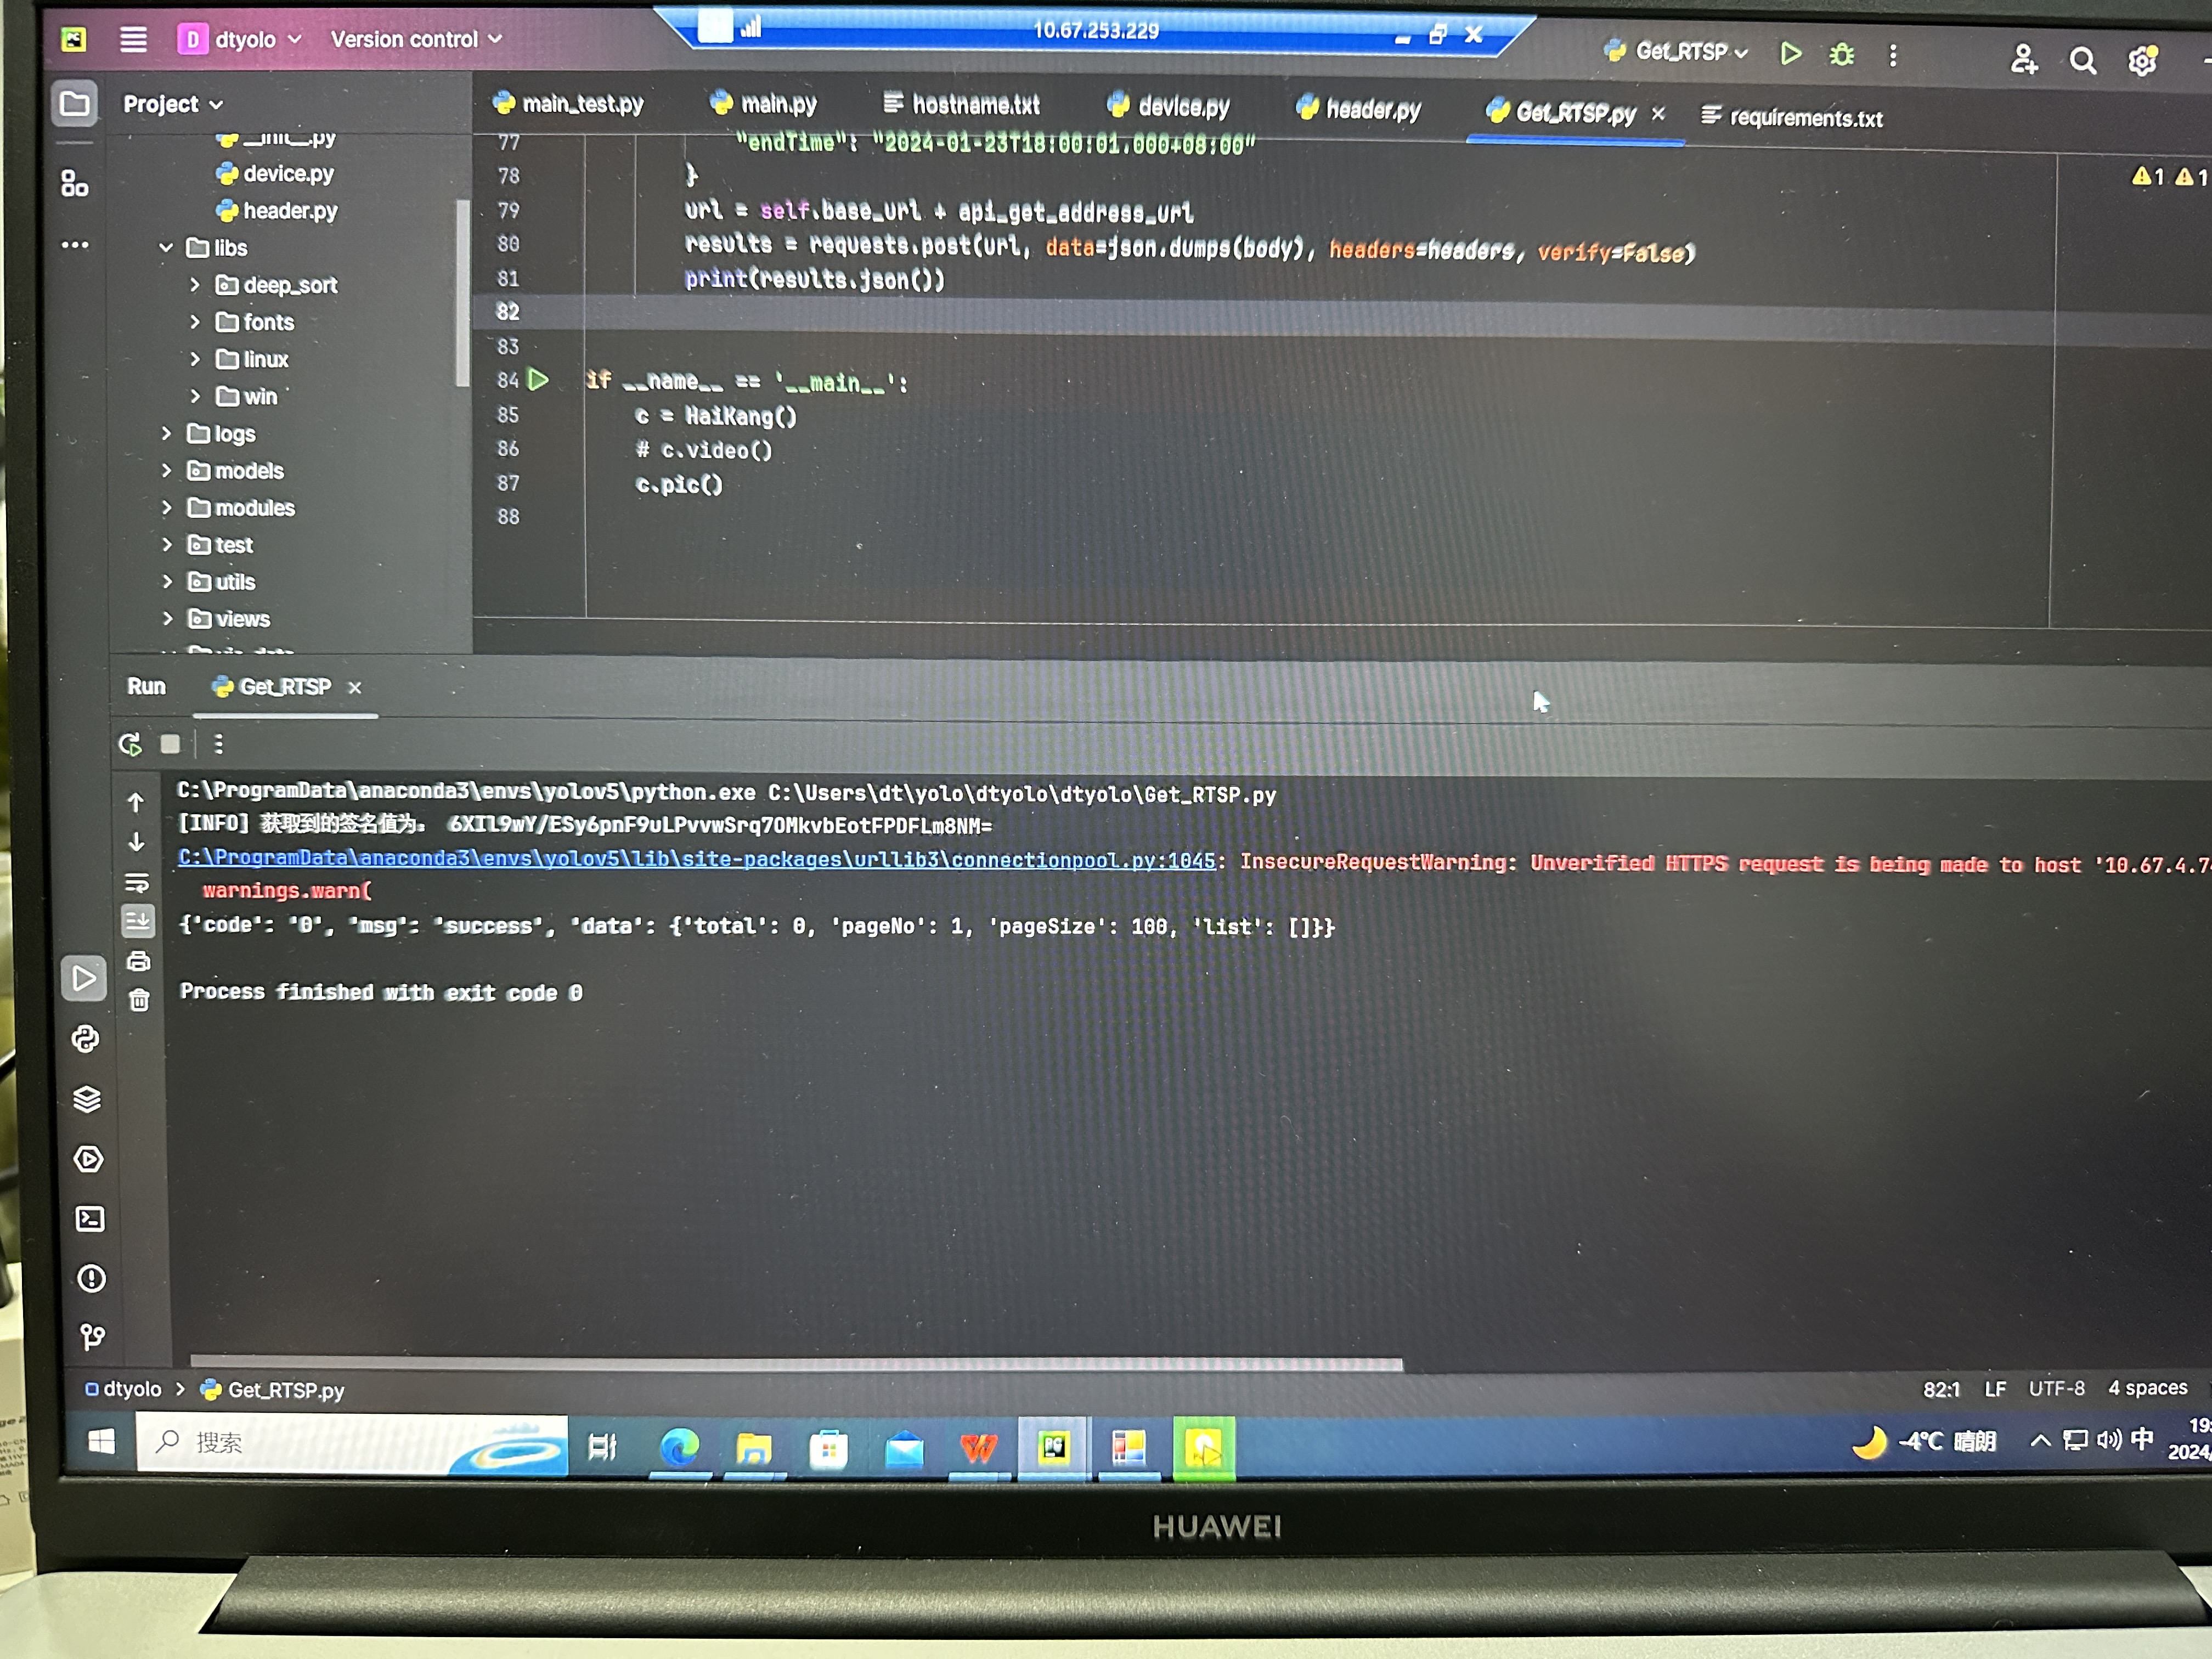 10.67.253.229
D dtyolo
Version control
Get_RTSP
Project
main_test.py
main.py
hostname.txt
device.py
header.py
Get_RTSP.py
requirements.txt
__init__.py
device.py
header.py
libs
deep_sort
fonts
linux
win
logs
models
modules
test
utils
views
77 "endTime": "2024-01-23T18:00:01.000+08:00"
78 }
79 url = self.base_url + api_get_address_url
80 results = requests.post(url, data=json.dumps(body), headers=headers, verify=False)
81 print(results.json())
82
83
84 if __name__ == '__main__':
85 c = HaiKang()
86 # c.video()
87 c.pic()
88
1 1
Run
Get_RTSP
C:\ProgramData\anaconda3\envs\yolov5\python.exe C:\Users\dt\yolo\dtyolo\dtyolo\Get_RTSP.py
[INFO] 获取到的签名值为。 6XIl9wY/ESy6pnF9uLPvvwSrq7OMkvbEotFPDFLm8NM=
C:\ProgramData\anaconda3\envs\yolov5\lib\site-packages\urllib3\connectionpool.py:1045: InsecureRequestWarning: Unverified HTTPS request is being made to host '10.67.4.7
warnings.warn(
{'code': '0', 'msg': 'success', 'data': {'total': 0, 'pageNo': 1, 'pageSize': 100, 'list': []}}
Process finished with exit code 0
dtyolo
Get_RTSP.py
82:1
LF
UTF-8
4 spaces
搜索
-4℃ 晴朗
中
19:
2024/
HUAWEI